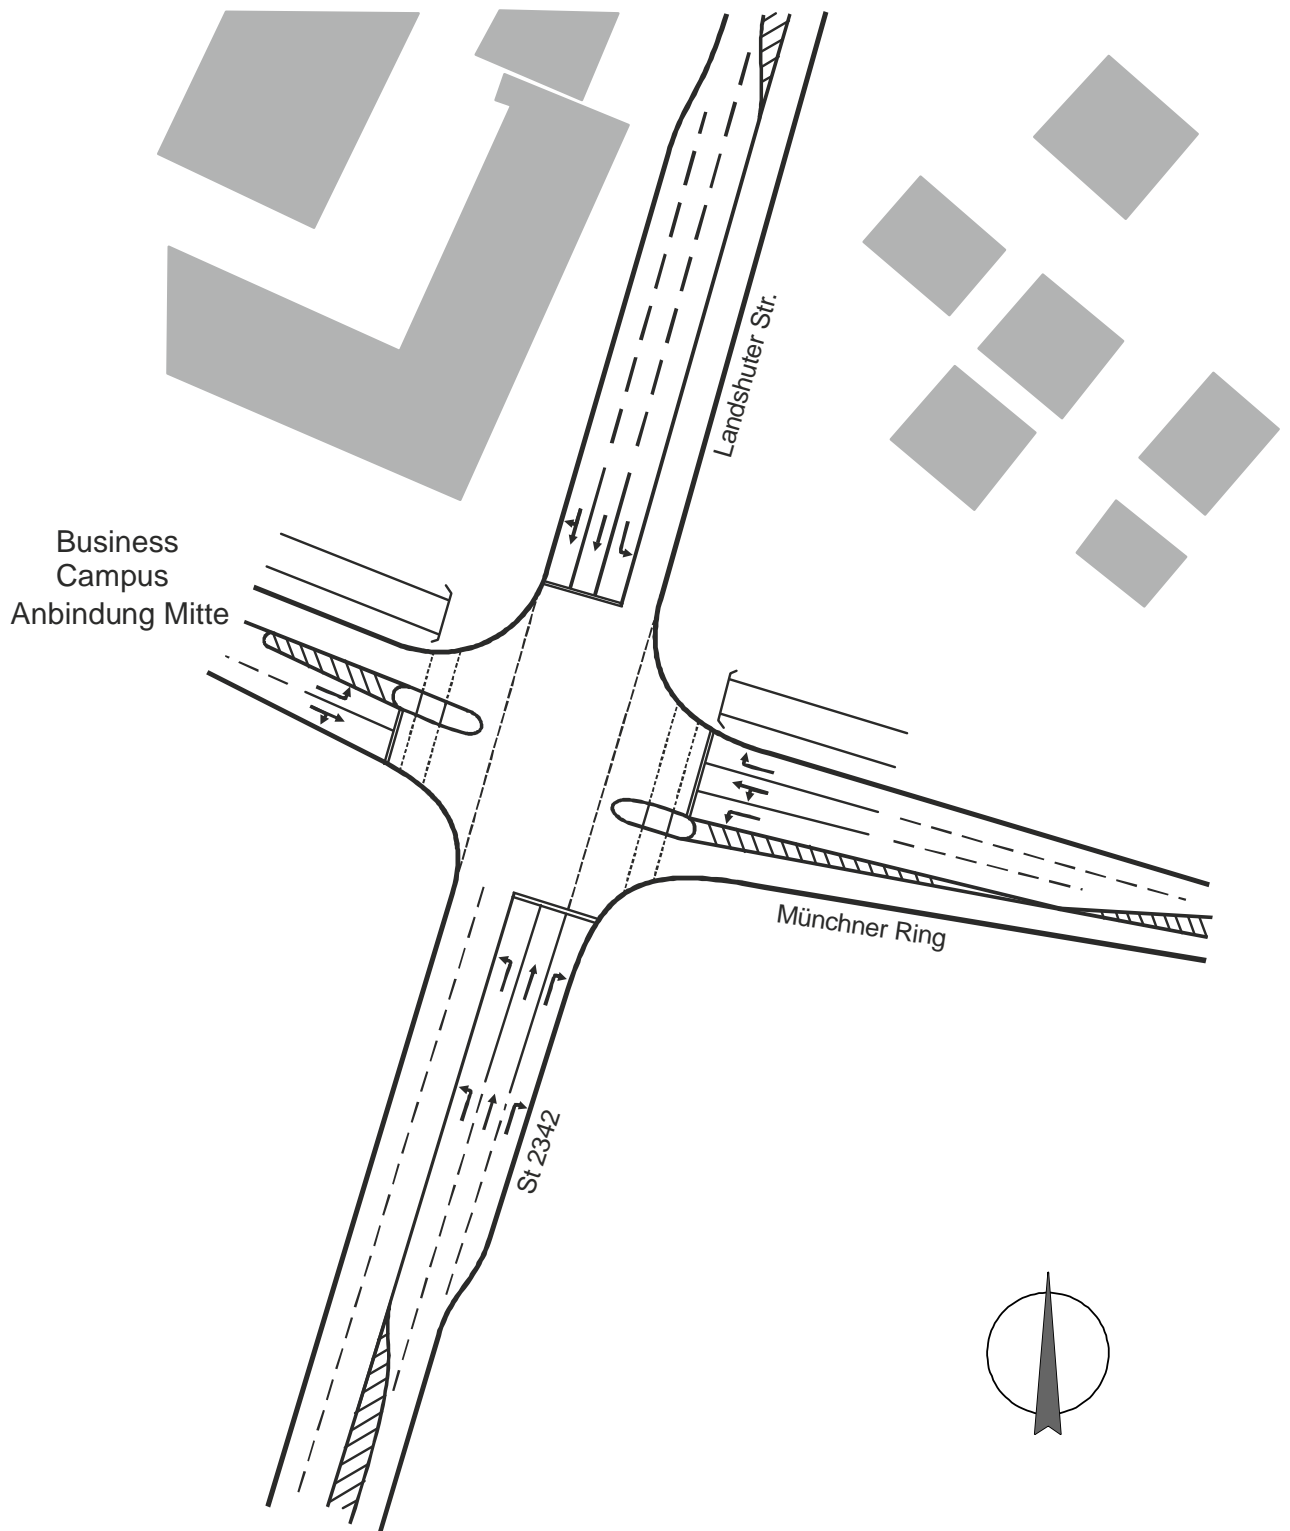 Landshuter Str.
Business
Campus
Anbindung Mitte
Münchner Ring
St 2342